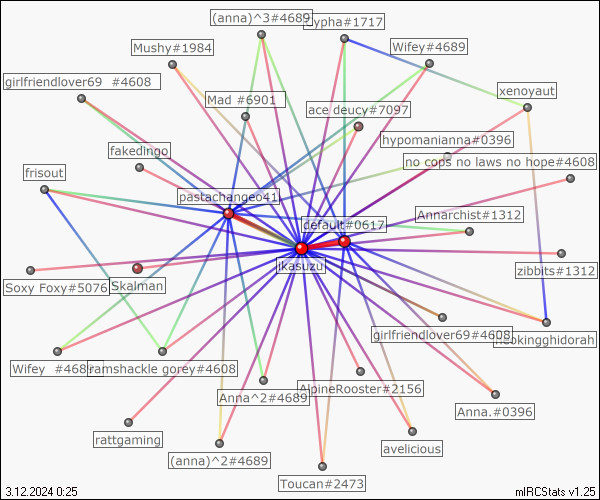 (anna)^3#4689
Zypha#1717
Mushy#1984
Wifey#4689
girlfriendlover69 #4608
xenoyaut
Mad #6901
ace deucy#7097
hypomanianna#0396
fakedingo
no cops no laws no hope#4608
frisout
pastachangeo41
default#0617
Annarchist#1312
jkasuzu
zibbits#1312
Soxy Foxy#5076
Skalman
girlfriendlover69#4608
Wifey #4689
ramshackle gorey#4608
AlpineRooster#2156
Anna^2#4689
Anna.#0396
rattgaming
avelicious
(anna)^2#4689
Toucan#2473
3.12.2024 0:25
mIRCStats v1.25